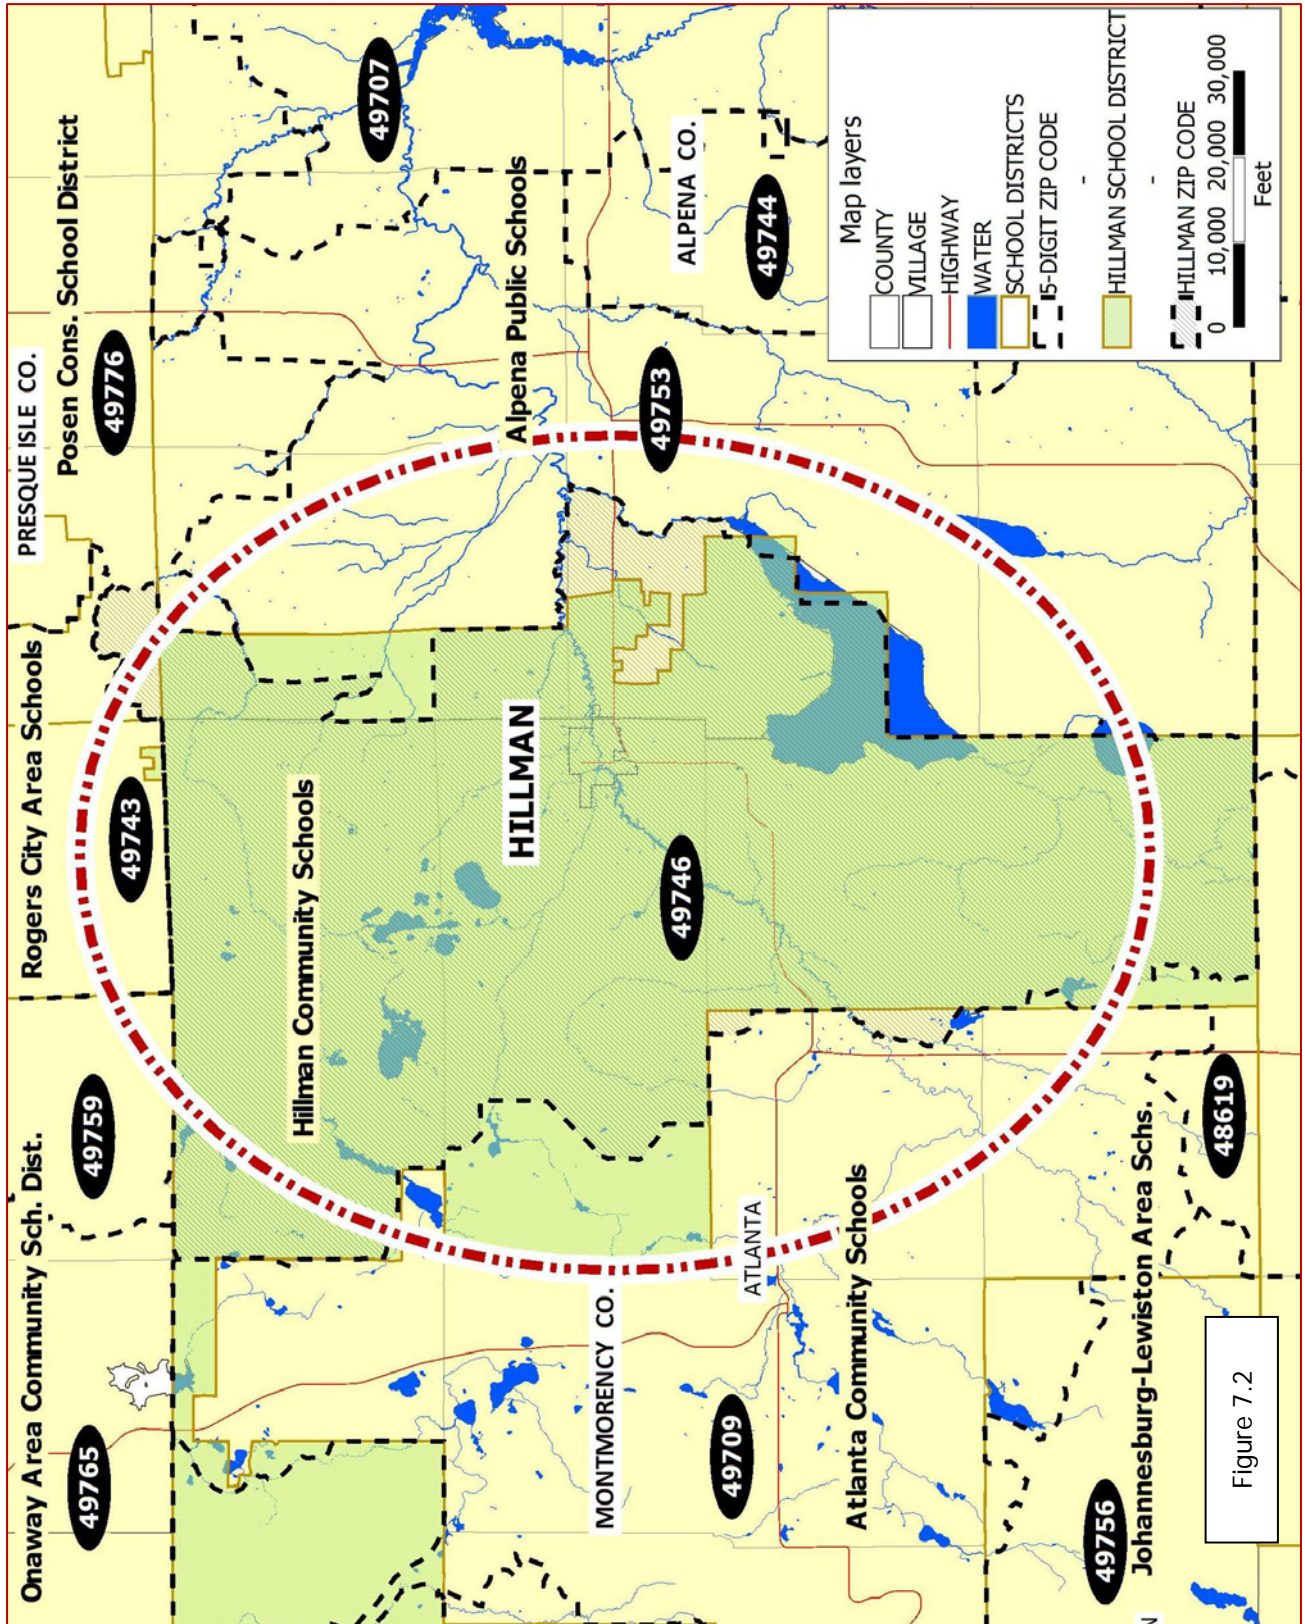 Onaway Area Community Sch. Dist.
Rogers City Area Schools
PRESQUE ISLE CO.
Posen Cons. School District
49765
49759
49743
49776
Hillman Community Schools
49707
HILLMAN
Alpena Public Schools
MONTMORENCY CO.
49746
49753
ALPENA CO.
49709
ATLANTA
49744
Atlanta Community Schools
Map layers
COUNTY
VILLAGE
HIGHWAY
WATER
SCHOOL DISTRICTS
5-DIGIT ZIP CODE
-
HILLMAN SCHOOL DISTRICT
-
HILLMAN ZIP CODE
0 10,000 20,000 30,000
Feet
49756
Johannesburg-Lewiston Area Schs.
N
48619
Figure 7.2